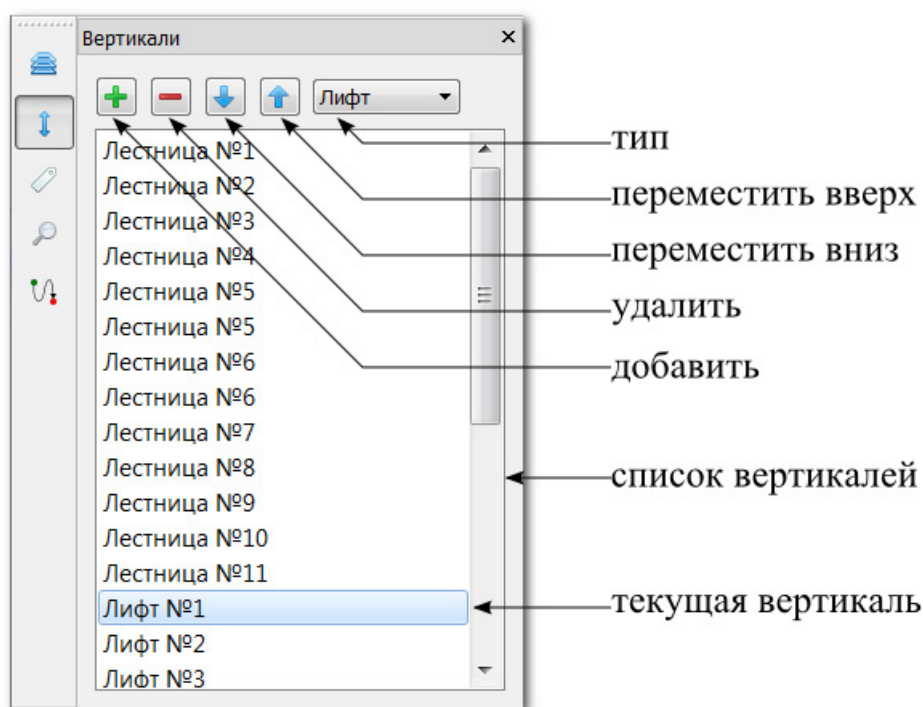 Вертикали
Лифт
Лестница №1
Лестница №2
Лестница №3
Лестница №4
Лестница №5
Лестница №5
Лестница №6
Лестница №6
Лестница №7
Лестница №8
Лестница №9
Лестница №10
Лестница №11
Лифт №1
Лифт №2
Лифт №3
тип
переместить вверх
переместить вниз
удалить
добавить
список вертикалей
текущая вертикаль